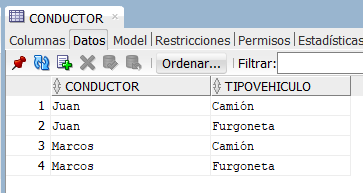 CONDUCTOR
Columnas Datos Model Restricciones Permisos Estadísticas
Ordenar... Filtrar:
CONDUCTOR TIPOVEHICULO
1 Juan Camión
2 Juan Furgoneta
3 Marcos Camión
4 Marcos Furgoneta